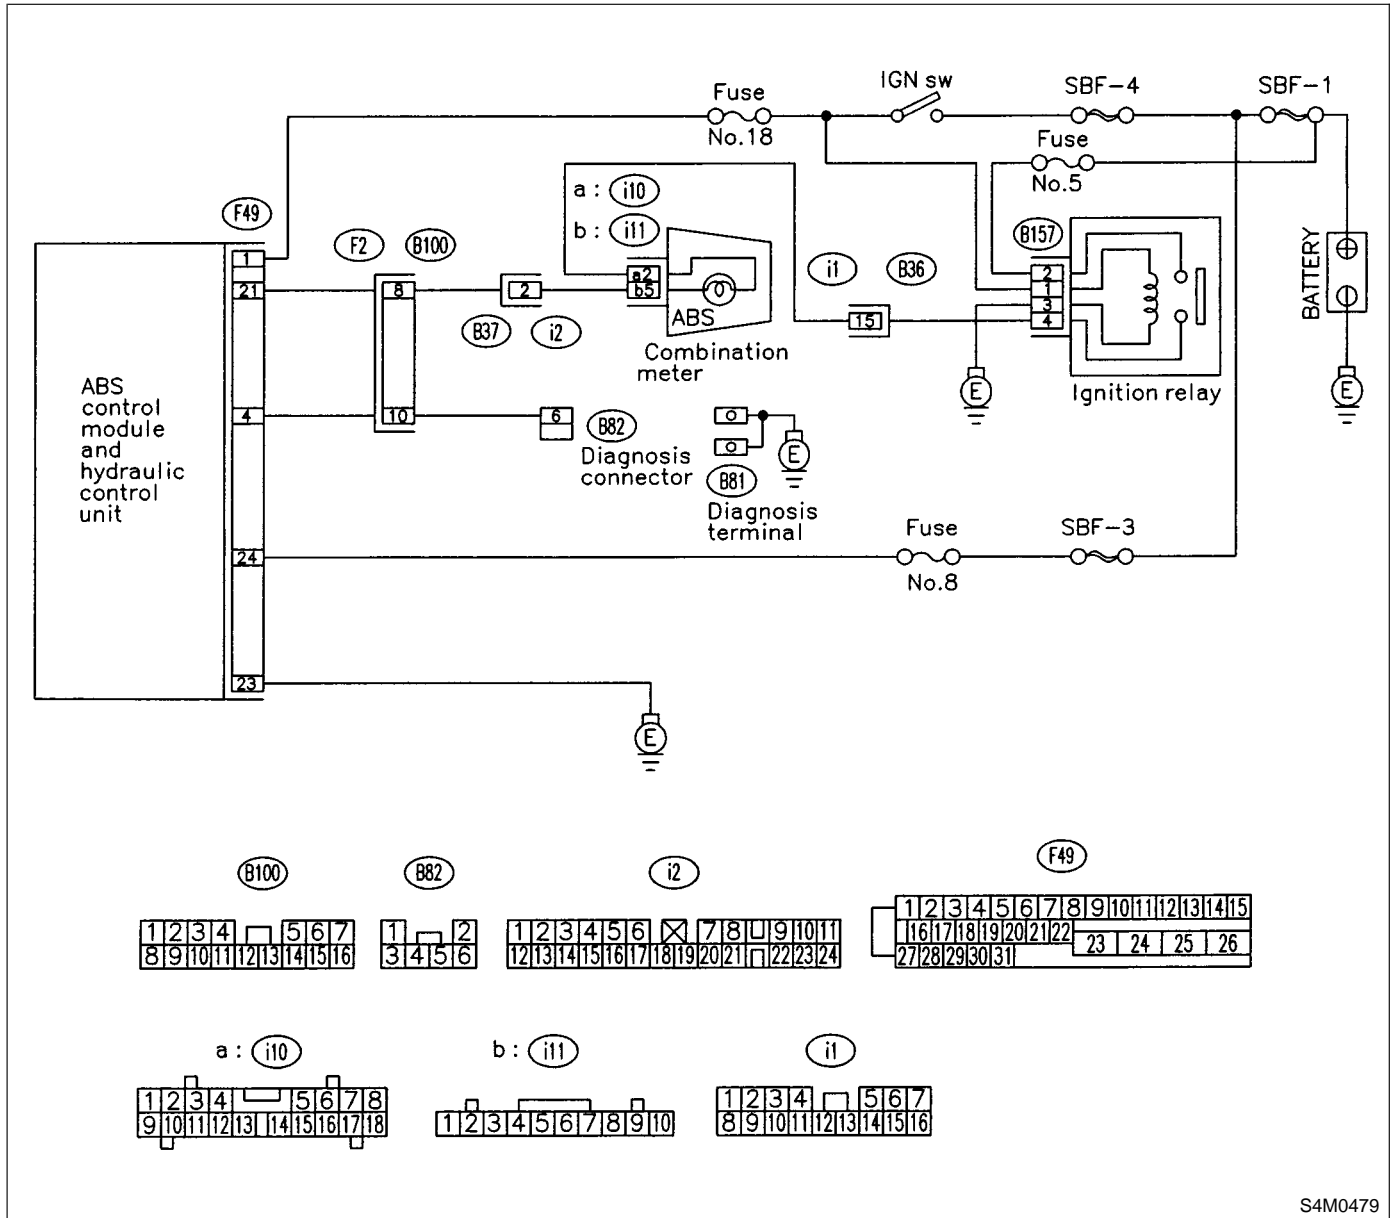 IGN sw
SBF-4
SBF-1
Fuse
No.18
Fuse
No.5
a : i10
b : i11
F49
F2
B100
B157
i1
B36
BATTERY
1
21
8
2
a2
b5
ABS
B37
i2
15
2
1
3
4
Combination
meter
E
Ignition relay
E
ABS
control
module
and
hydraulic
control
unit
4
10
6
B82
Diagnosis
connector
E
B81
Diagnosis
terminal
Fuse
No.8
SBF-3
24
23
E
B100
B82
i2
F49
1 2 3 4 5 6 7
8 9 10 11 12 13 14 15 16
1 2
3 4 5 6
1 2 3 4 5 6 7 8 9 10 11
12 13 14 15 16 17 18 19 20 21 22 23 24
1 2 3 4 5 6 7 8 9 10 11 12 13 14 15
16 17 18 19 20 21 22 23 24 25 26
27 28 29 30 31
a : i10
b : i11
i1
1 2 3 4 5 6 7 8
9 10 11 12 13 14 15 16 17 18
1 2 3 4 5 6 7 8 9 10
1 2 3 4 5 6 7
8 9 10 11 12 13 14 15 16
S4M0479